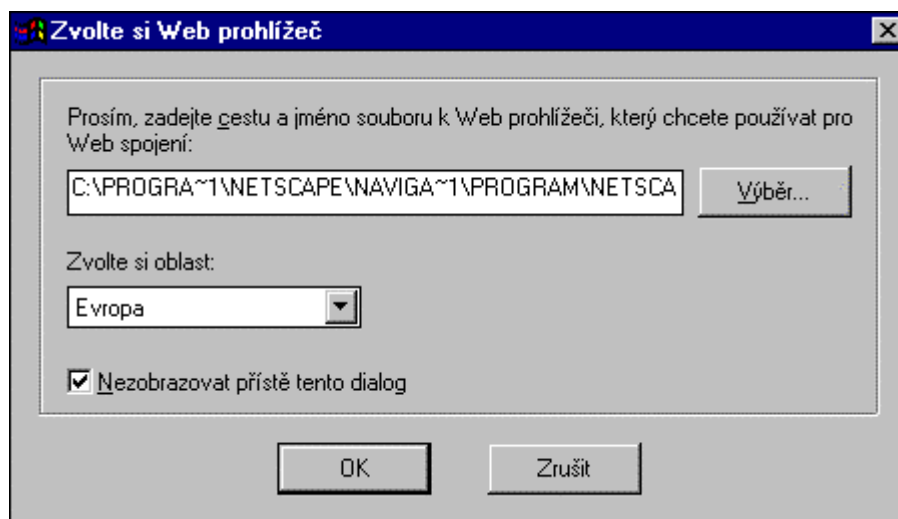 Zvolte si Web prohlížeč
Prosím, zadejte cestu a jméno souboru k Web prohlížeči, který chcete používat pro
Web spojení:
C:\PROGRA~1\NETSCAPE\NAVIGA~1\PROGRAM\NETSCA
Výběr...
Zvolte si oblast:
Evropa
Nezobrazovat přístě tento dialog
OK
Zrušit